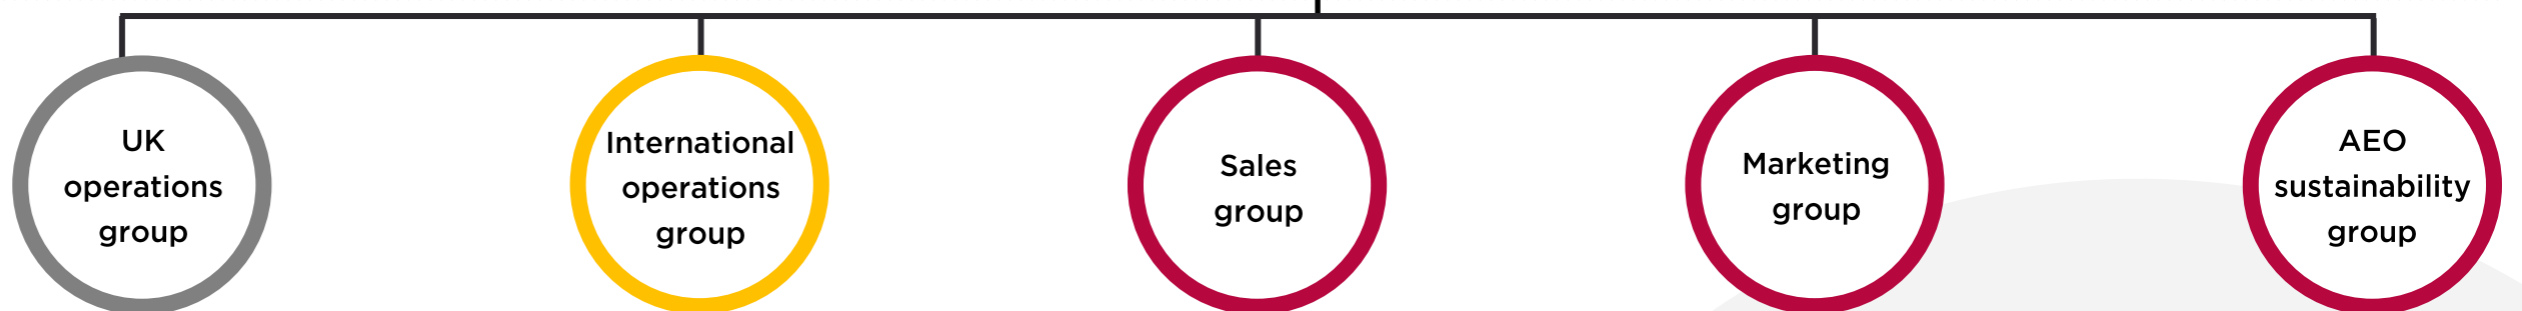 UK
operations
group
International
operations
group
Sales
group
Marketing
group
AEO
sustainability
group